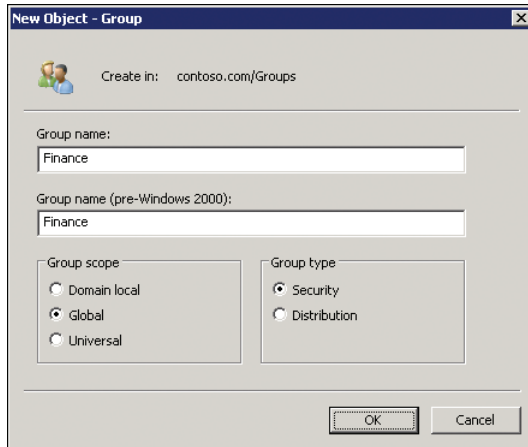 New Object - Group
Create in: contoso.com/Groups
Group name:
Finance
Group name (pre-Windows 2000):
Finance
Group scope
Domain local
Global
Universal
Group type
Security
Distribution
OK
Cancel